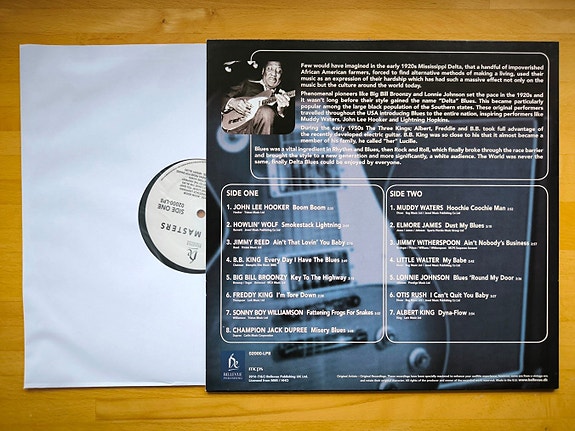 Few would have imagined in the early 1920s Mississippi Delta, that a handful of impoverished
African American farmers, forced to find alternative methods of making a living, used their
music as an expression of their hardship which has had such a massive effect not only on the
music but the culture around the world today.
Phenomenal pioneers like Big Bill Broonzy and Lonnie Johnson set the pace in the 1920s and
it wasn't long before their style gained the name "Delta" Blues. This became particularly
popular among the large black population of the Southern states. These original performers
travelled throughout the USA introducing Blues to the entire nation, inspiring performers like
Muddy Waters, John Lee Hooker and Lightning Hopkins.
During the early 1950s The Three Kings; Albert, Freddie and B.B. took full advantage of
the recently developed electric guitar. B.B. King was so close to his that it almost became a
member of his family, he called "her" Lucille.
Blues was a vital ingredient in Rhythm and Blues, then Rock and Roll, which finally broke through the race barrier
and brought the style to a new generation and more significantly, a white audience. The World was never the
same, finally Delta Blues could be enjoyed by everyone.
SIDE ONE
1. JOHN LEE HOOKER Boom Boom
2. HOWLIN' WOLF Smokestack Lightning
3. JIMMY REED Ain't That Lovin' You Baby
4. B.B. KING Every Day I Have The Blues
5. BIG BILL BROONZY Key To The Highway
6. FREDDY KING I'm Tore Down
7. SONNY BOY WILLIAMSON Fattening Frogs For Snakes
8. CHAMPION JACK DUPREE Misery Blues
SIDE TWO
1. MUDDY WATERS Hoochie Coochie Man
2. ELMORE JAMES Dust My Blues
3. JIMMY WITHERSPOON Ain't Nobody's Business
4. LITTLE WALTER My Babe
5. LONNIE JOHNSON Blues 'Round My Door
6. OTIS RUSH I Can't Quit You Baby
7. ALBERT KING Dyna-Flow
MASTERS
SIDE ONE
02000-LP8
BELLEVUE
02000-LP8
mcps